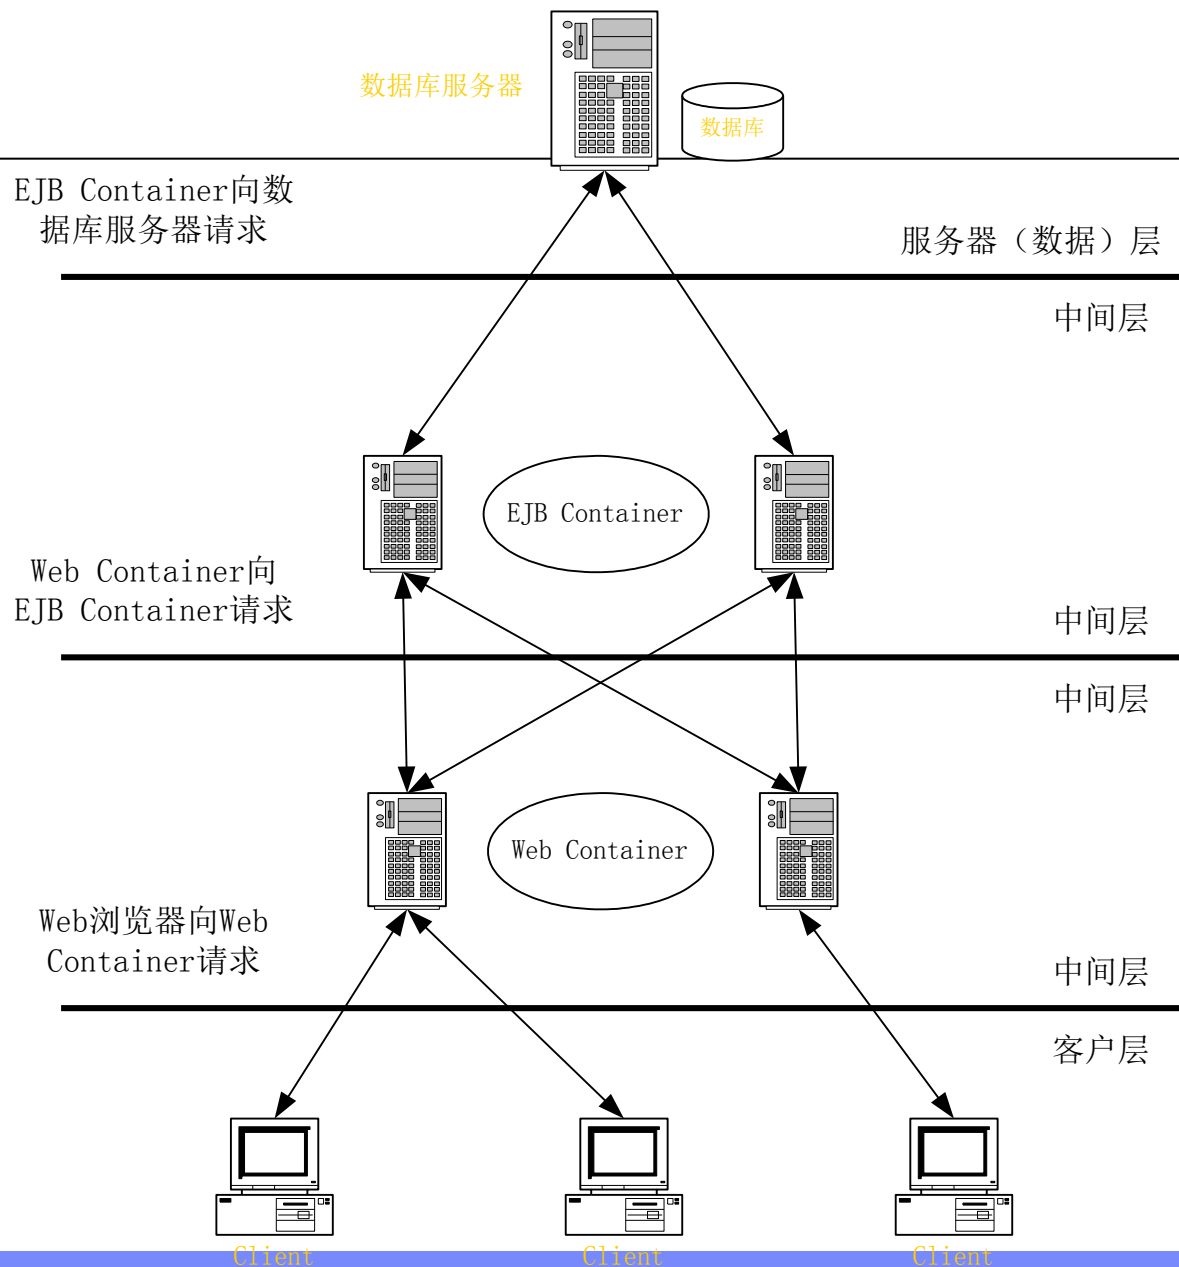 数据库服务器
数据库
EJB Container向数
据库服务器请求
服务器（数据）层
中间层
EJB Container
Web Container向
EJB Container请求
中间层
中间层
Web Container
Web浏览器向Web
Container请求
中间层
客户层
Client
Client
Client